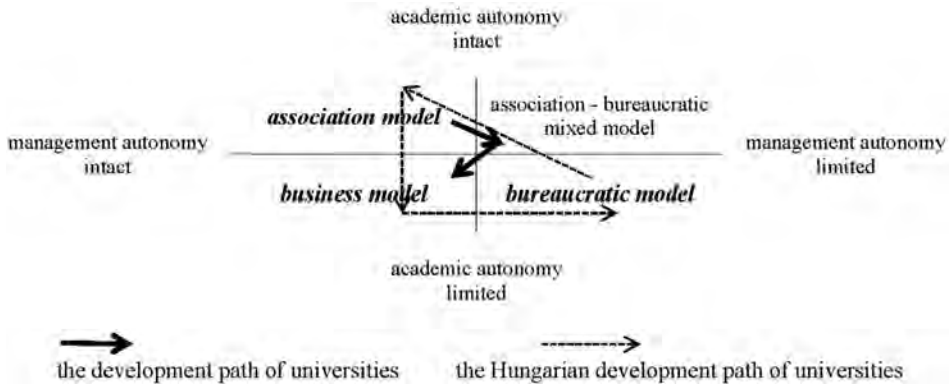 academic autonomy
intact
association - bureaucratic
mixed model
association model
management autonomy
intact
management autonomy
limited
business model
bureaucratic model
academic autonomy
limited
the development path of universities
the Hungarian development path of universities